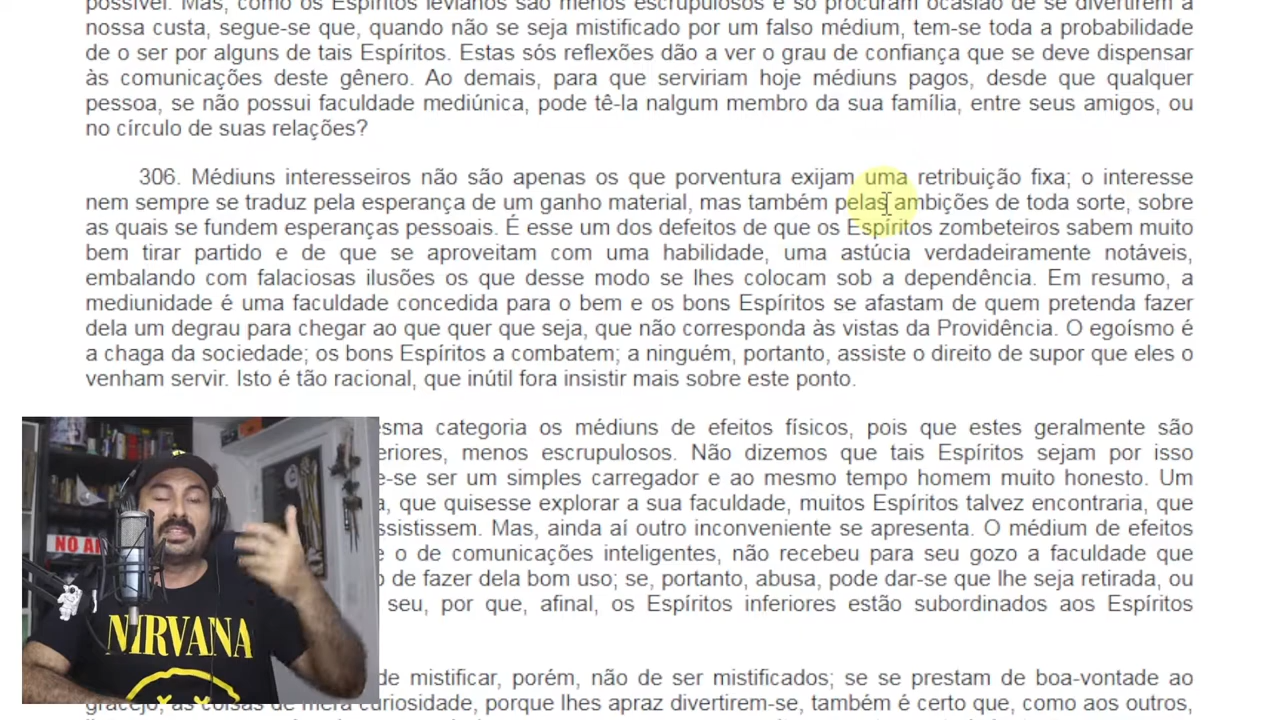 possível. Mas, como os Espíritos levianos são menos escrupulosos e só procuram ocasião de se divertirem à
nossa custa, segue-se que, quando não se seja mistificado por um falso médium, tem-se toda a probabilidade
de o ser por alguns de tais Espíritos. Estas sós reflexões dão a ver o grau de confiança que se deve dispensar
às comunicações deste gênero. Ao demais, para que serviriam hoje médiuns pagos, desde que qualquer
pessoa, se não possui faculdade mediúnica, pode tê-la nalgum membro da sua família, entre seus amigos, ou
no círculo de suas relações?
306. Médiuns interesseiros não são apenas os que porventura exijam uma retribuição fixa; o interesse
nem sempre se traduz pela esperança de um ganho material, mas também pelas ambições de toda sorte, sobre
as quais se fundem esperanças pessoais. É esse um dos defeitos de que os Espíritos zombeteiros sabem muito
bem tirar partido e de que se aproveitam com uma habilidade, uma astúcia verdadeiramente notáveis,
embalando com falaciosas ilusões os que desse modo se lhes colocam sob a dependência. Em resumo, a
mediunidade é uma faculdade concedida para o bem e os bons Espíritos se afastam de quem pretenda fazer
dela um degrau para chegar ao que quer que seja, que não corresponda às vistas da Providência. O egoísmo é
a chaga da sociedade; os bons Espíritos a combatem; a ninguém, portanto, assiste o direito de supor que eles o
venham servir. Isto é tão racional, que inútil fora insistir mais sobre este ponto.
esma categoria os médiuns de efeitos físicos, pois que estes geralmente são
eriores, menos escrupulosos. Não dizemos que tais Espíritos sejam por isso
e-se ser um simples carregador e ao mesmo tempo homem muito honesto. Um
a, que quisesse explorar a sua faculdade, muitos Espíritos talvez encontraria, que
ssistissem. Mas, ainda aí outro inconveniente se apresenta. O médium de efeitos
e o de comunicações inteligentes, não recebeu para seu gozo a faculdade que
o de fazer dela bom uso; se, portanto, abusa, pode dar-se que lhe seja retirada, ou
seu, por que, afinal, os Espíritos inferiores estão subordinados aos Espíritos
de mistificar, porém, não de ser mistificados; se se prestam de boa-vontade ao
gracejo, às coisas de mera curiosidade, porque lhes apraz divertirem-se, também é certo que, como aos outros,
NO A
NIRVANA